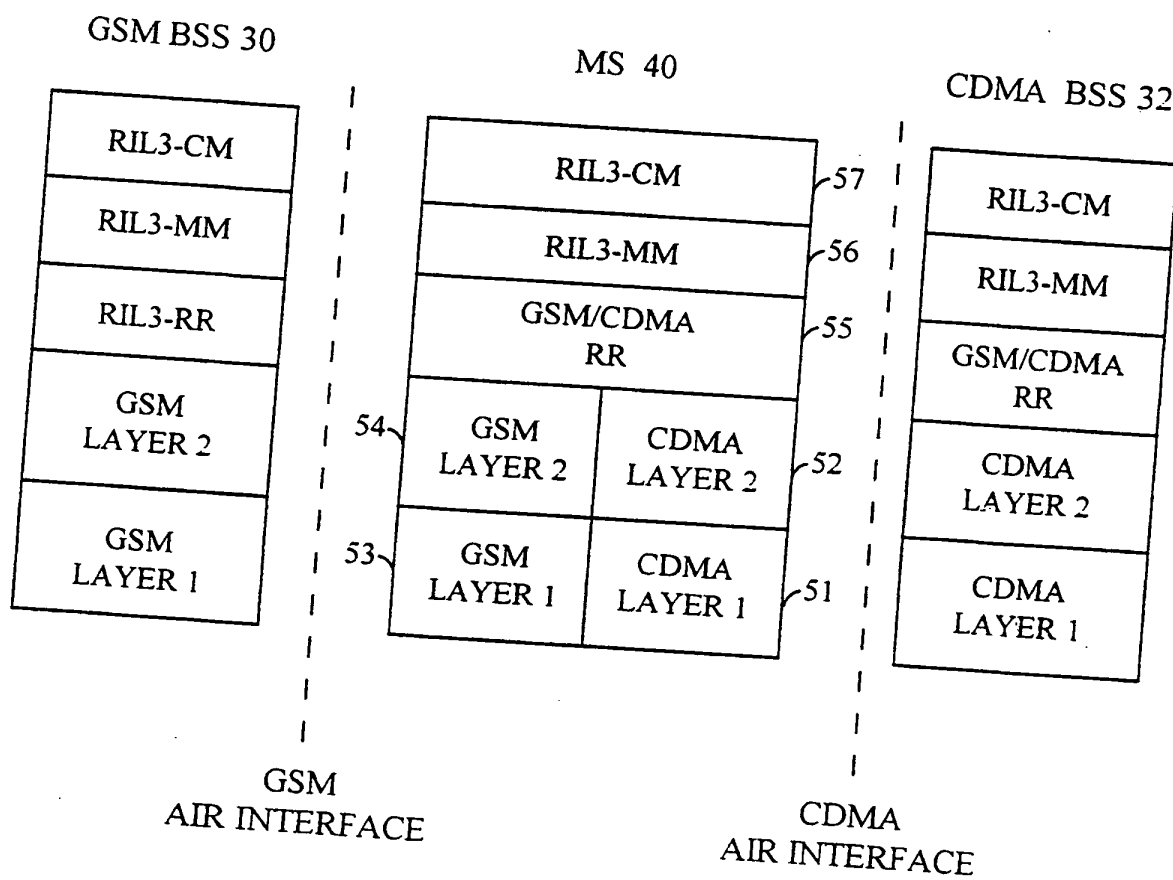 GSM BSS 30
RIL3-CM
RIL3-MM
RIL3-RR
GSM
LAYER 2
GSM
LAYER 1
MS 40
RIL3-CM
57
RIL3-MM
56
GSM/CDMA
RR
55
54
GSM
LAYER 2
CDMA
LAYER 2
52
53
GSM
LAYER 1
CDMA
LAYER 1
51
CDMA BSS 32
RIL3-CM
RIL3-MM
GSM/CDMA
RR
CDMA
LAYER 2
CDMA
LAYER 1
GSM
AIR INTERFACE
CDMA
AIR INTERFACE